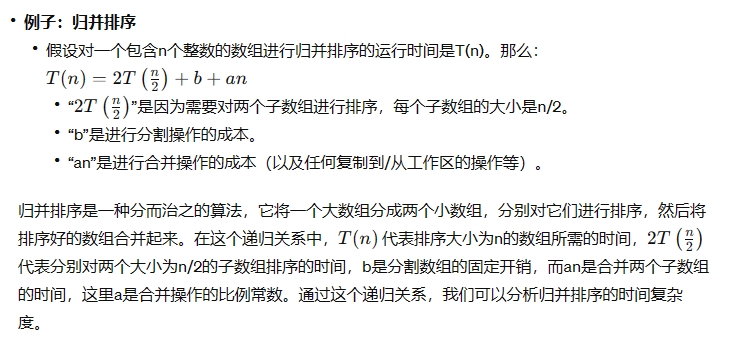 • 例子：归并排序
• 假设对一个包含n个整数的数组进行归并排序的运行时间是T(n)。那么：
T(n) = 2T(n/2) + b + an
• “2T(n/2)”是因为需要对两个子数组进行排序，每个子数组的大小是n/2。
• “b”是进行分割操作的成本。
• “an”是进行合并操作的成本（以及任何复制到/从工作区的操作等）。
归并排序是一种分而治之的算法，它将一个大数组分成两个小数组，分别对它们进行排序，然后将
排序好的数组合并起来。在这个递归关系中，T(n) 代表排序大小为n的数组所需的时间，2T(n/2)
代表分别对两个大小为n/2的子数组排序的时间，b是分割数组的固定开销，而an是合并两个子数组
的时间，这里a是合并操作的比例常数。通过这个递归关系，我们可以分析归并排序的时间复杂
度。